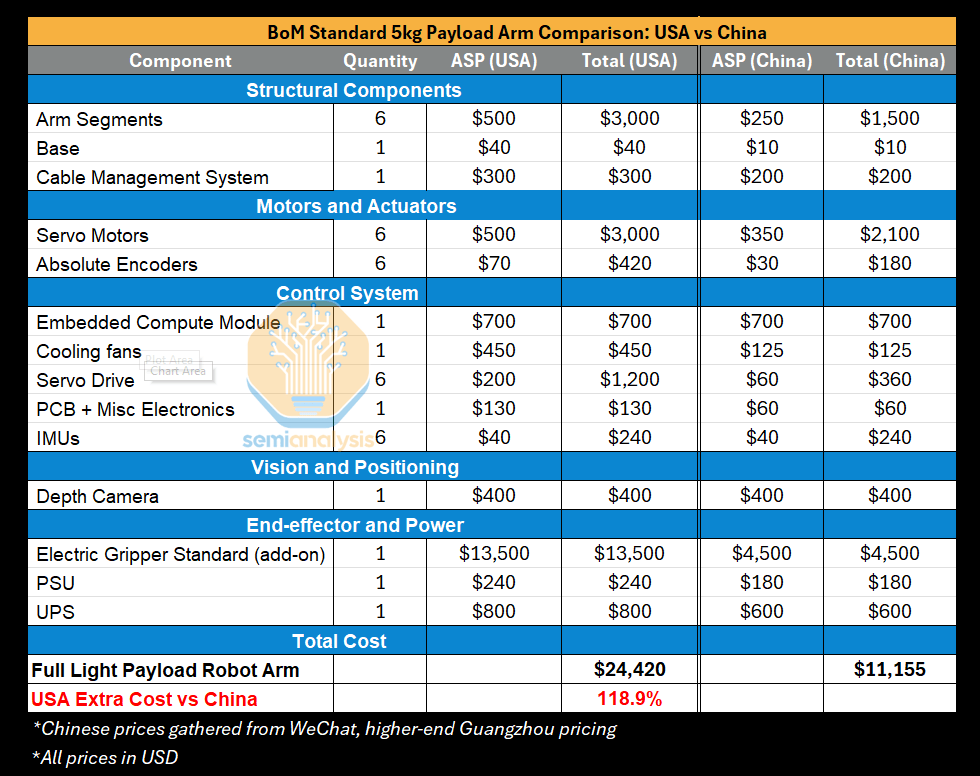 BoM Standard 5kg Payload Arm Comparison: USA vs China
Component Quantity ASP (USA) Total (USA) ASP (China) Total (China)
Structural Components
Arm Segments 6 $500 $3,000 $250 $1,500
Base 1 $40 $40 $10 $10
Cable Management System 1 $300 $300 $200 $200
Motors and Actuators
Servo Motors 6 $500 $3,000 $350 $2,100
Absolute Encoders 6 $70 $420 $30 $180
Control System
Embedded Compute Module 1 $700 $700 $700 $700
Cooling fans 1 $450 $450 $125 $125
Plot Area
Chart Area
Servo Drive 6 $200 $1,200 $60 $360
PCB + Misc Electronics 1 $130 $130 $60 $60
IMUs 6 $40 $240 $40 $240
semianalysis
Vision and Positioning
Depth Camera 1 $400 $400 $400 $400
End-effector and Power
Electric Gripper Standard (add-on) 1 $13,500 $13,500 $4,500 $4,500
PSU 1 $240 $240 $180 $180
UPS 1 $800 $800 $600 $600
Total Cost
Full Light Payload Robot Arm $24,420 $11,155
USA Extra Cost vs China 118.9%
*Chinese prices gathered from WeChat, higher-end Guangzhou pricing
*All prices in USD